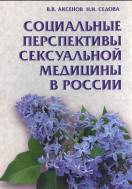 В.В. АКСЕНОВ Н.Н. СЕДОВА
СОЦИАЛЬНЫЕ
ПЕРСПЕКТИВЫ
СЕКСУАЛЬНОЙ
МЕДИЦИНЫ
В РОССИИ